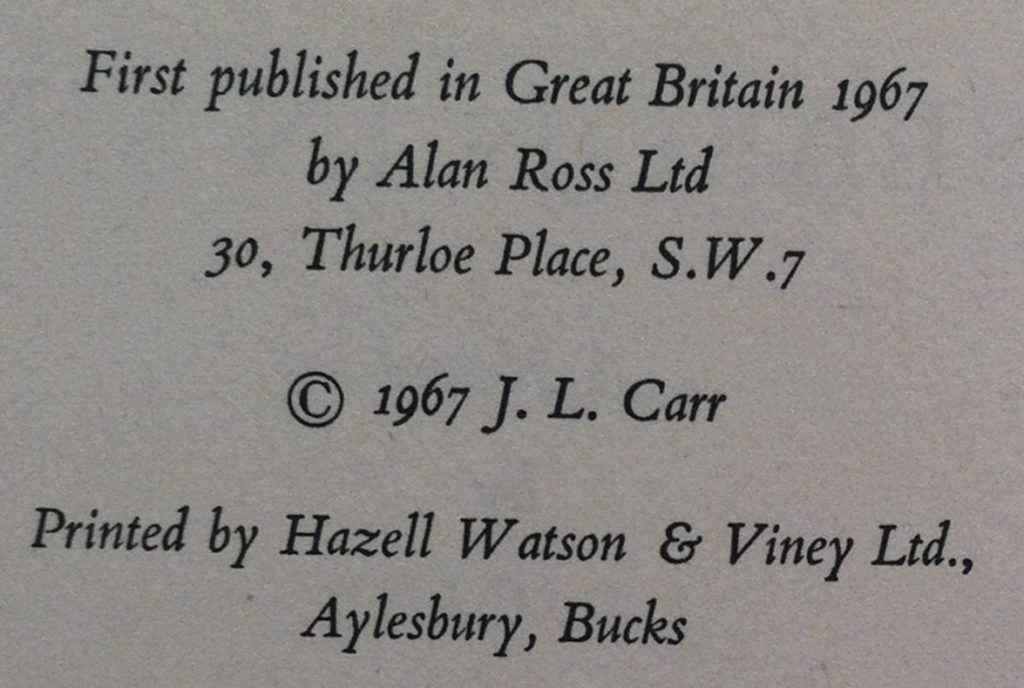 First published in Great Britain 1967
by Alan Ross Ltd
30, Thurloe Place, S.W.7
© 1967 J. L. Carr
Printed by Hazell Watson & Viney Ltd.,
Aylesbury, Bucks